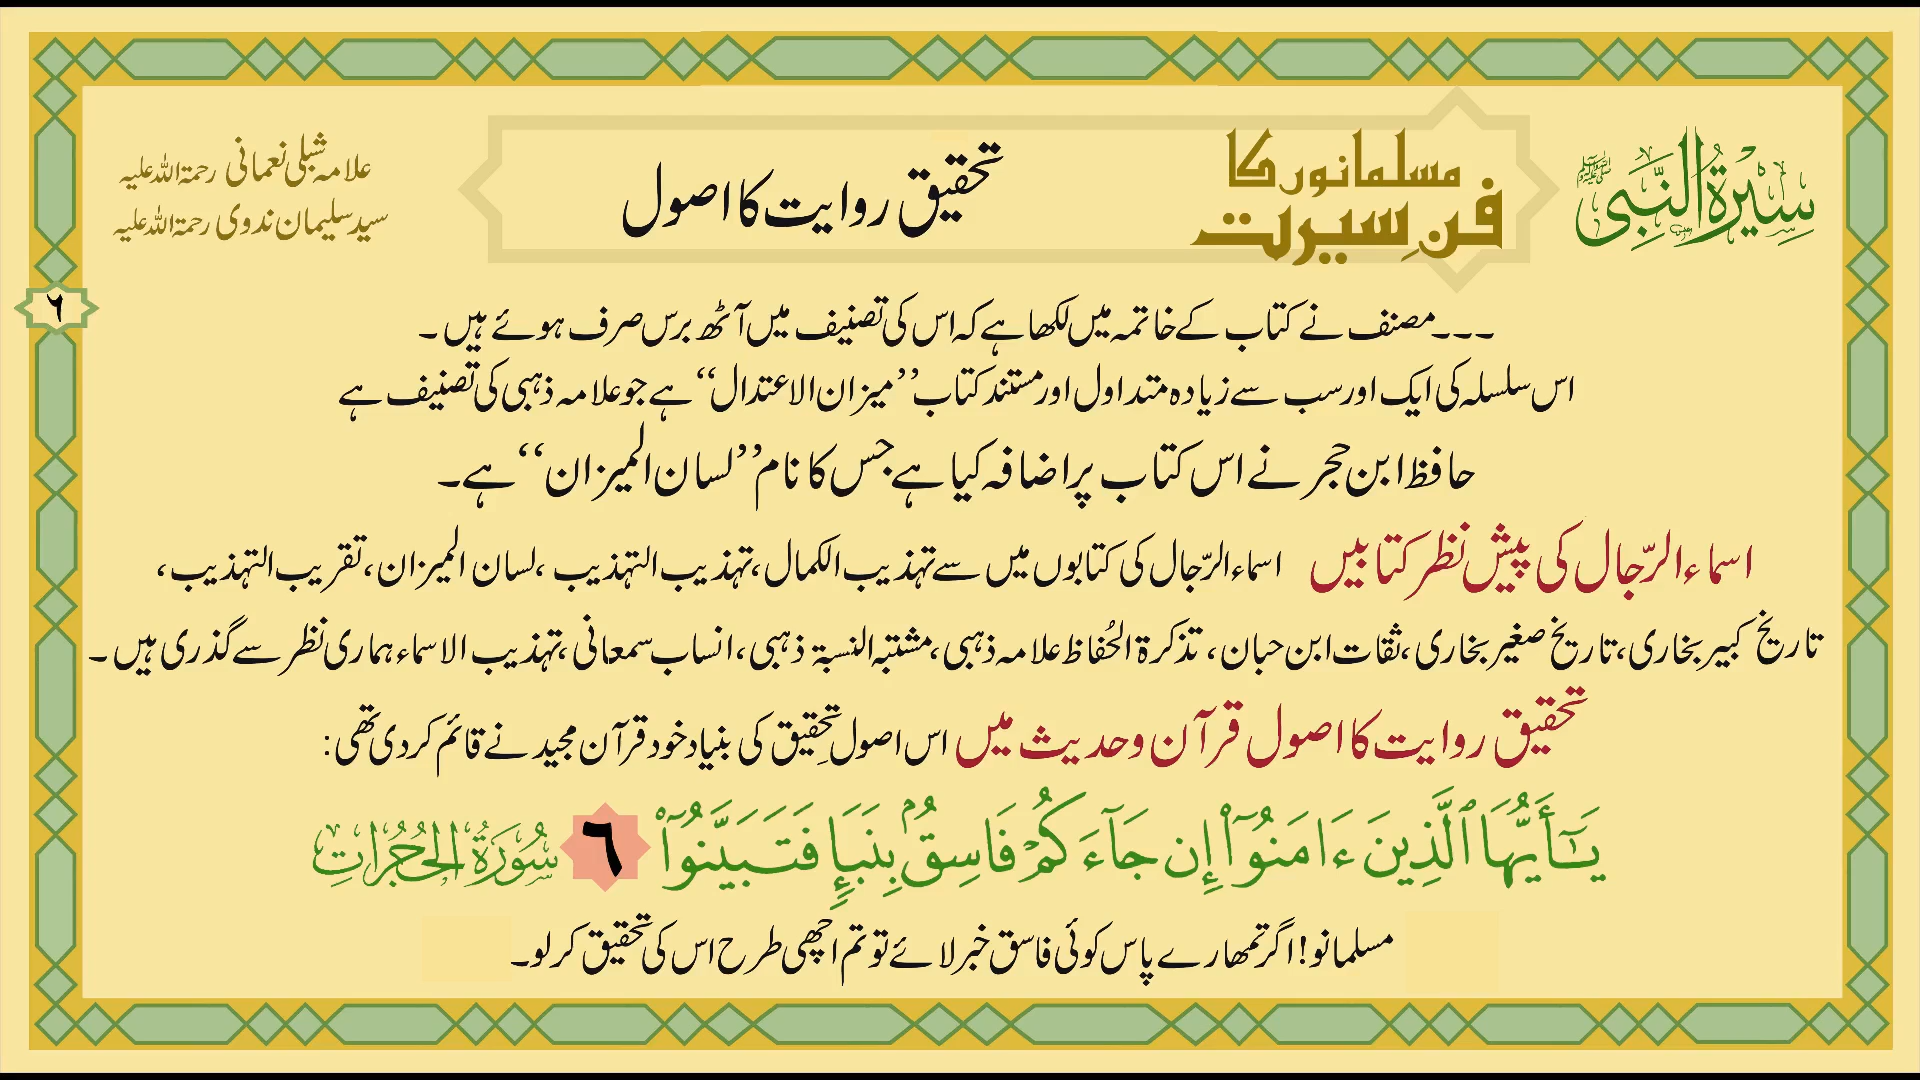 سِيْرَةُ النَّبِی ﷺ
مسلمانوں کا
فنِ سیرت
تحقیق روایت کا اصول
علامہ شبلی نعمانی رحمۃ اللہ علیہ
سید سلیمان ندوی رحمۃ اللہ علیہ
۶
۔۔۔مصنف نے کتاب کے خاتمہ میں لکھا ہے کہ اس کی تصنیف میں آٹھ برس صرف ہوئے ہیں ۔
اس سلسلہ کی ایک اور سب سے زیادہ متداول اور مستند کتاب ’’میزان الاعتدال‘‘ ہے جو علامہ ذہبی کی تصنیف ہے
حافظ ابن حجر نے اس کتاب پر اضافہ کیا ہے جس کا نام ’’لسان المیزان‘‘ ہے۔
اسماء الرّجال کی پیش نظر کتابیں اسماء الرّجال کی کتابوں میں سے تہذیب الکمال، تہذیب التہذیب، لسان المیزان، تقریب التہذیب،
تاریخ کبیر بخاری، تاریخ صغیر بخاری، ثقات ابن حبان، تذکرۃ الحُفاظ علامہ ذہبی، مشتبہ النسبۃ ذہبی، انساب سمعانی، تہذیب الاسماء ہماری نظر سے گذری ہیں۔
تحقیق روایت کا اصول قرآن و حدیث میں اس اصولِ تحقیق کی بنیاد خود قرآن مجید نے قائم کر دی تھی:
يَـٰٓأَيُّهَا ٱلَّذِينَ ءَامَنُوٓا۟ إِن جَآءَكُمْ فَاسِقٌۢ بِنَبَإٍ فَتَبَيَّنُوٓا۟ ٦ سُوْرَةُ الْحُجُرَاتِ
مسلمانو! اگر تمھارے پاس کوئی فاسق خبر لائے تو تم اچھی طرح اس کی تحقیق کر لو۔